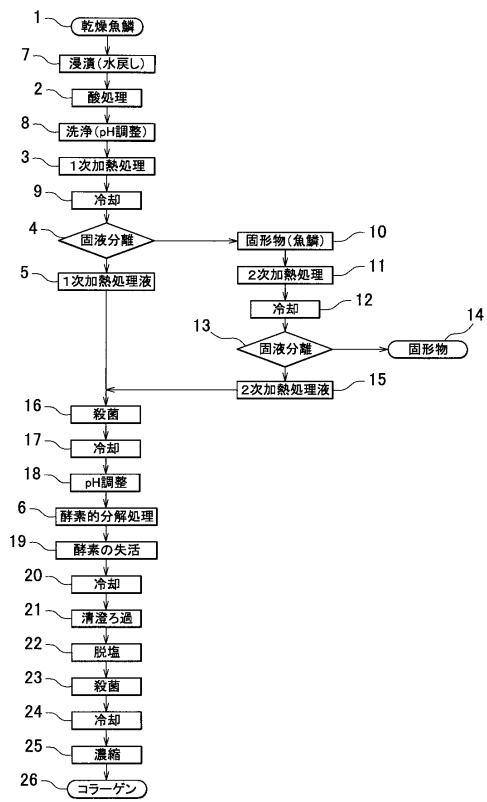 1 乾燥魚鱗
7 浸漬(水戻し)
2 酸処理
8 洗浄(pH調整)
3 1次加熱処理
9 冷却
4 固液分離
5 1次加熱処理液
固形物(魚鱗) 10
2次加熱処理 11
冷却 12
13 固液分離
14
固形物
2次加熱処理液 15
16 殺菌
17 冷却
18 pH調整
6 酵素的分解処理
19 酵素の失活
20 冷却
21 清澄ろ過
22 脱塩
23 殺菌
24 冷却
25 濃縮
26 コラーゲン